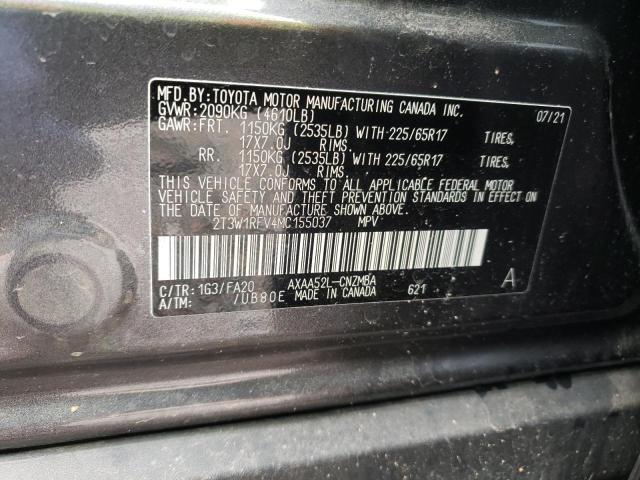 MFD.BY:TOYOTA MOTOR MANUFACTURING CANADA INC.
GVWR:2090KG (4610LB) 07/21
GAWR:FRT. 1150KG (2535LB) WITH 225/65R17 TIRES,
17X7.0J RIMS.
RR. 1150KG (2535LB) WITH 225/65R17 TIRES,
17X7.0J RIMS.
THIS VEHICLE CONFORMS TO ALL APPLICABLE FEDERAL MOTOR
VEHICLE SAFETY AND BUMPER STANDARDS IN EFFECT ON
THE DATE OF MANUFACTURE SHOWN ABOVE.
2T3W1RFV4MC155037 MPV
C/TR:1G3/FA20 AXAA52L-CNZMBA A
A/TM: /UB80E MADE IN CANADA 621